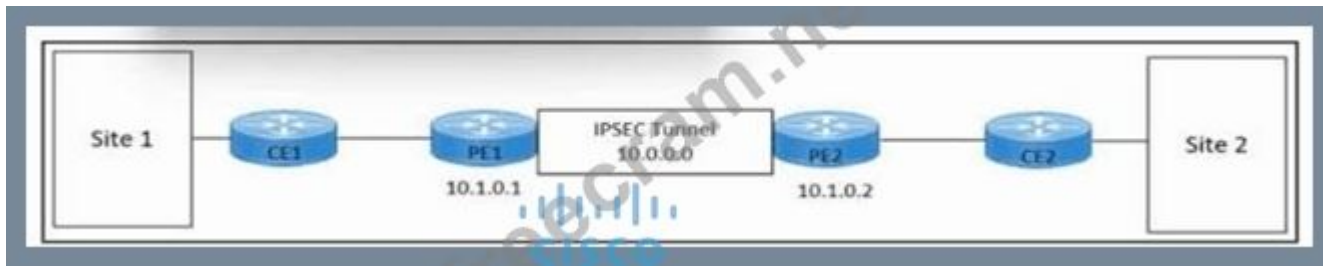 Site 1
CE1
PE1
10.1.0.1
IPSEC Tunnel
10.0.0.0
PE2
10.1.0.2
CE2
Site 2
cisco